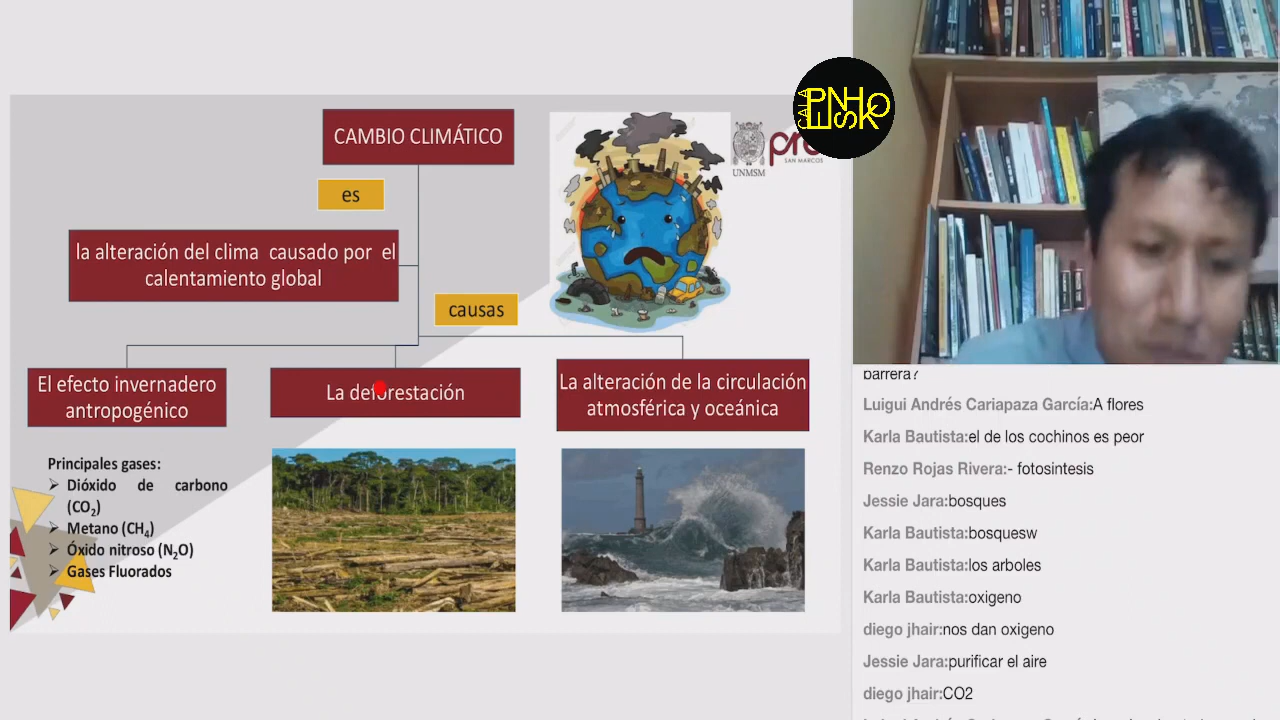 CAMBIO CLIMÁTICO
es
la alteración del clima causado por el
calentamiento global
causas
El efecto invernadero
antropogénico
La deforestación
La alteración de la circulación
atmosférica y oceánica
Principales gases:
Dióxido de carbono
(CO₂)
Metano (CH₄)
Óxido nitroso (N₂O)
Gases Fluorados
UNMSM
pre
SAN MARCOS
barrera?
Luigui Andrés Cariapaza García:A flores
Karla Bautista:el de los cochinos es peor
Renzo Rojas Rivera:- fotosintesis
Jessie Jara:bosques
Karla Bautista:bosquesw
Karla Bautista:los arboles
Karla Bautista:oxigeno
diego jhair:nos dan oxigeno
Jessie Jara:purificar el aire
diego jhair:CO2